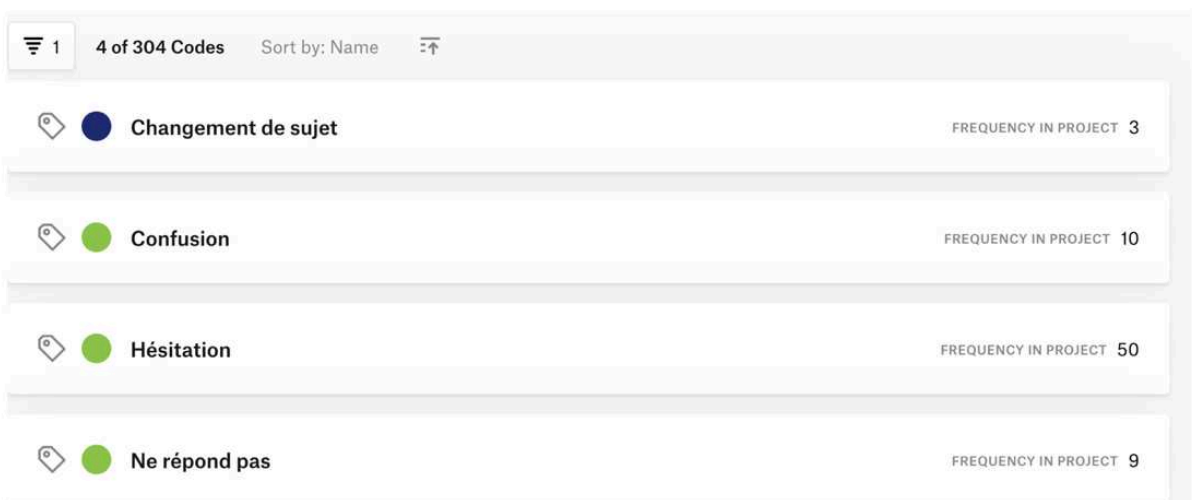 1 4 of 304 Codes Sort by: Name
Changement de sujet FREQUENCY IN PROJECT 3
Confusion FREQUENCY IN PROJECT 10
Hésitation FREQUENCY IN PROJECT 50
Ne répond pas FREQUENCY IN PROJECT 9